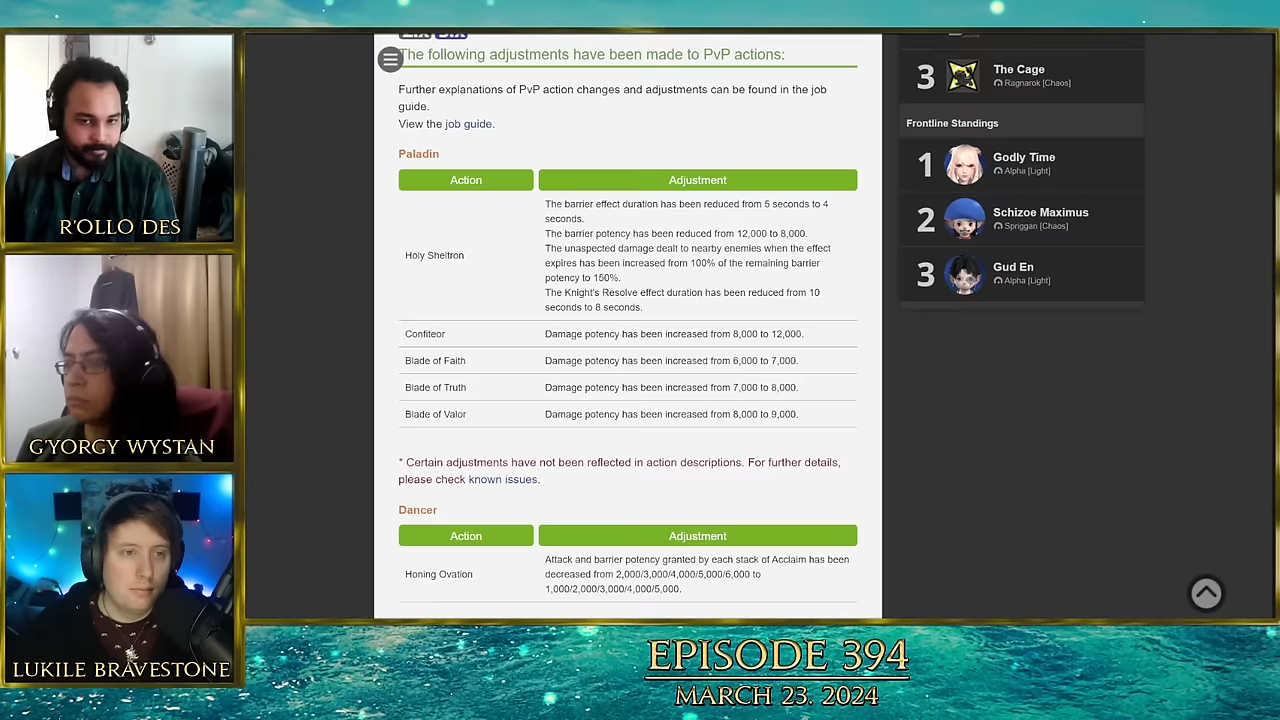 The following adjustments have been made to PvP actions:
Further explanations of PvP action changes and adjustments can be found in the job
guide.
View the job guide.
Paladin
Action
Adjustment
Holy Sheltron
The barrier effect duration has been reduced from 5 seconds to 4
seconds.
The barrier potency has been reduced from 12,000 to 8,000.
The unaspected damage dealt to nearby enemies when the effect
expires has been increased from 100% of the remaining barrier
potency to 150%.
The Knight's Resolve effect duration has been reduced from 10
seconds to 8 seconds.
Confiteor
Damage potency has been increased from 8,000 to 12,000.
Blade of Faith
Damage potency has been increased from 6,000 to 7,000.
Blade of Truth
Damage potency has been increased from 7,000 to 8,000.
Blade of Valor
Damage potency has been increased from 8,000 to 9,000.
* Certain adjustments have not been reflected in action descriptions. For further details,
please check known issues.
Dancer
Action
Adjustment
Honing Ovation
Attack and barrier potency granted by each stack of Acclaim has been
decreased from 2,000/3,000/4,000/5,000/6,000 to
1,000/2,000/3,000/4,000/5,000.
3
The Cage
Ragnarok [Chaos]
Frontline Standings
1
Godly Time
Alpha [Light]
2
Schizoe Maximus
Spriggan [Chaos]
3
Gud En
Alpha [Light]
R'OLLO DES
G'YORGY WYSTAN
LUKILE BRAVESTONE
EPISODE 394
MARCH 23. 2024